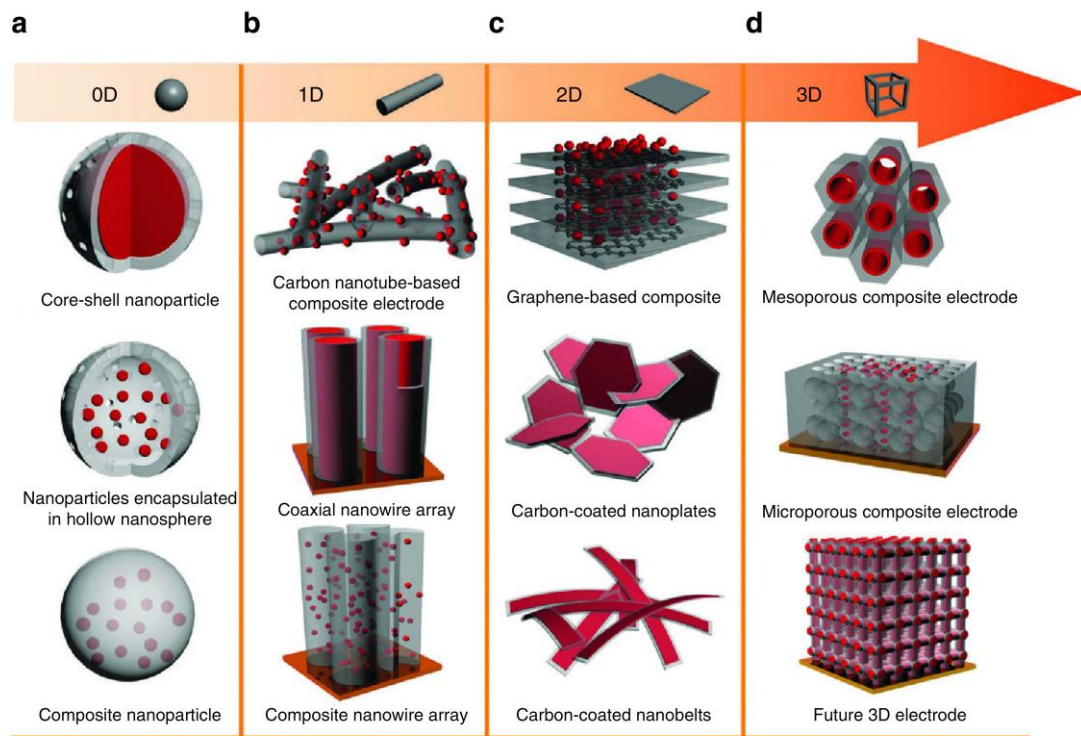 a
b
c
d
0D
1D
2D
3D
Core-shell nanoparticle
Carbon nanotube-based
composite electrode
Graphene-based composite
Mesoporous composite electrode
Nanoparticles encapsulated
in hollow nanosphere
Coaxial nanowire array
Carbon-coated nanoplates
Microporous composite electrode
Composite nanoparticle
Composite nanowire array
Carbon-coated nanobelts
Future 3D electrode